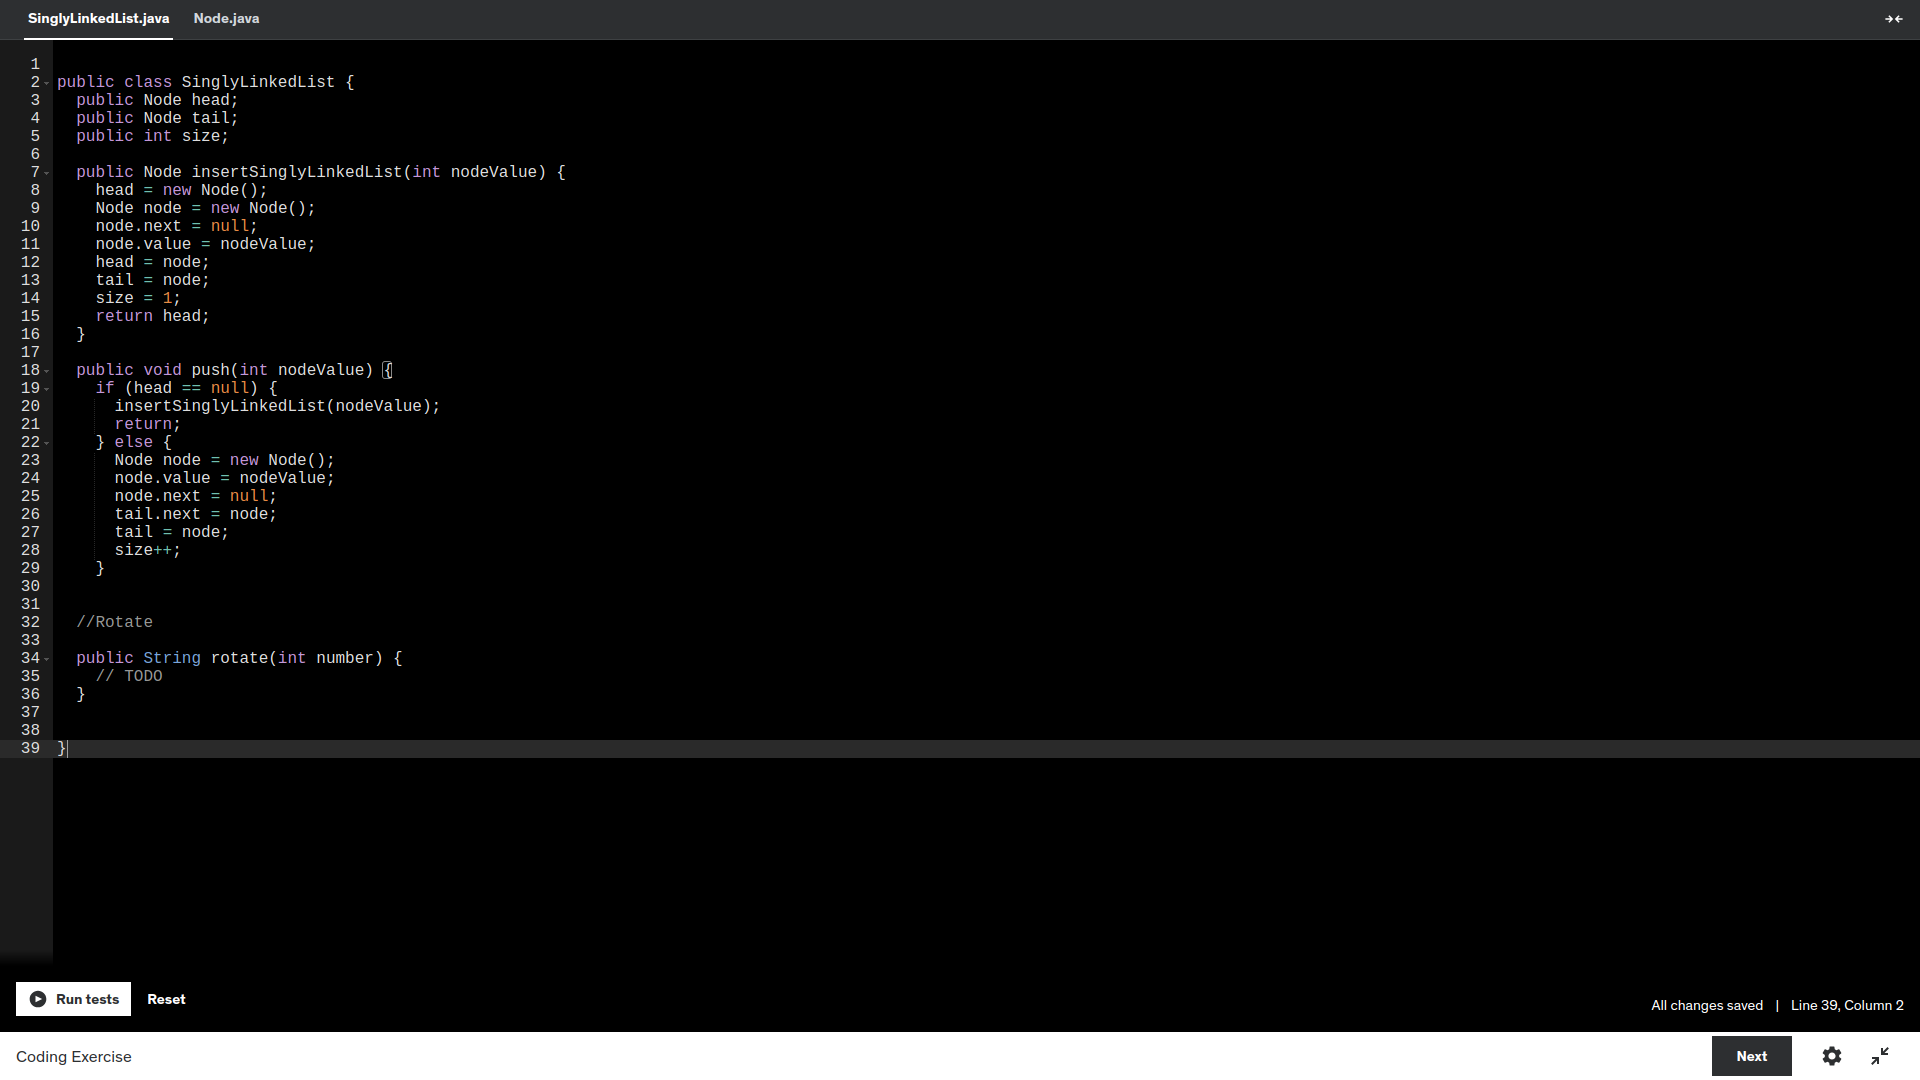 SinglyLinkedList.java Node.java
1
2 public class SinglyLinkedList {
3   public Node head;
4   public Node tail;
5   public int size;
6
7   public Node insertSinglyLinkedList(int nodeValue) {
8     head = new Node();
9     Node node = new Node();
10     node.next = null;
11     node.value = nodeValue;
12     head = node;
13     tail = node;
14     size = 1;
15     return head;
16   }
17
18   public void push(int nodeValue) {
19     if (head == null) {
20       insertSinglyLinkedList(nodeValue);
21       return;
22     } else {
23       Node node = new Node();
24       node.value = nodeValue;
25       node.next = null;
26       tail.next = node;
27       tail = node;
28       size++;
29     }
30
31
32   //Rotate
33
34   public String rotate(int number) {
35     // TODO
36   }
37
38
39 }
Run tests Reset All changes saved | Line 39, Column 2
Coding Exercise Next